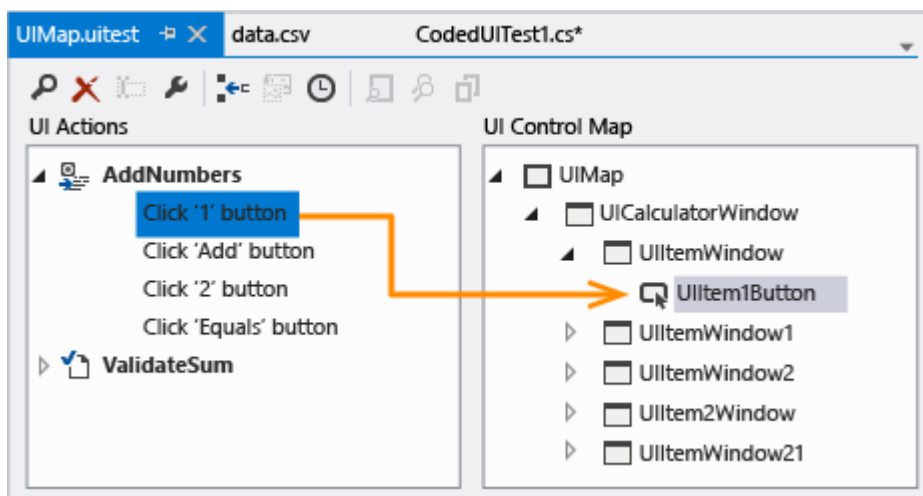 UIMap.uitest data.csv CodedUITest1.cs*
UI Actions
AddNumbers
Click '1' button
Click 'Add' button
Click '2' button
Click 'Equals' button
ValidateSum
UI Control Map
UIMap
UICalculatorWindow
UIItemWindow
UIItem1Button
UIItemWindow1
UIItemWindow2
UIItem2Window
UIItemWindow21